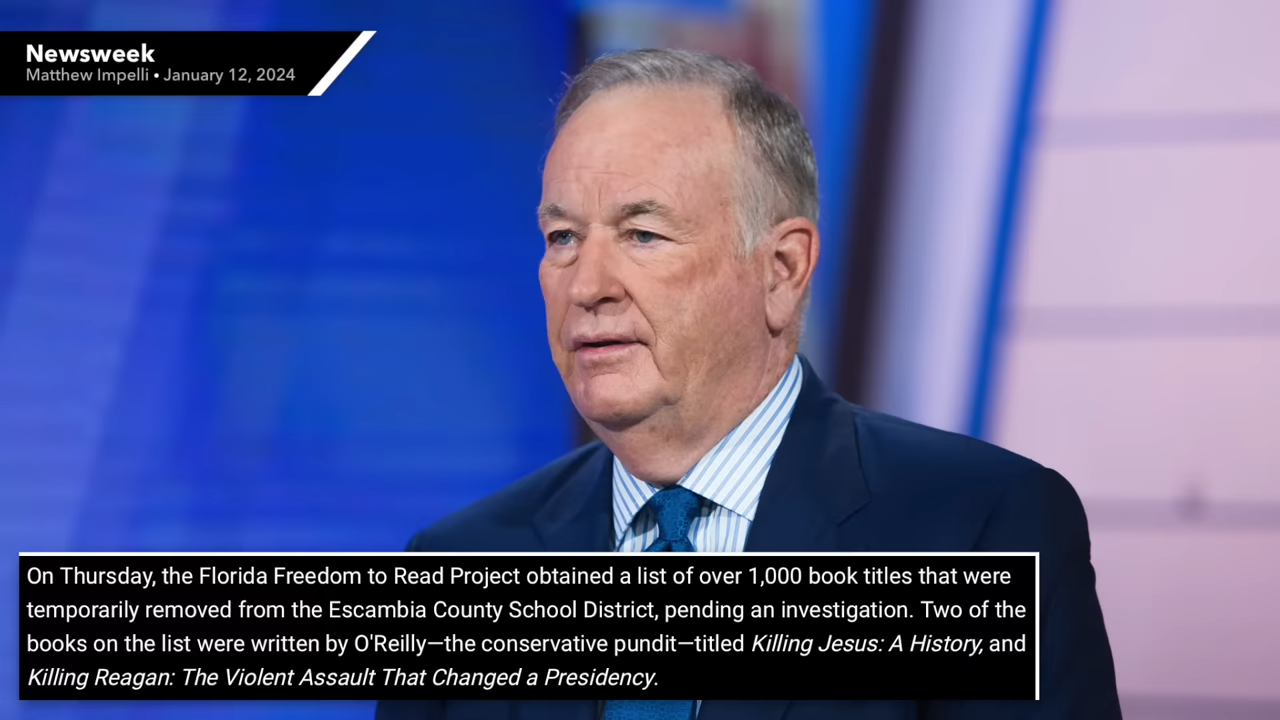 Newsweek
Matthew Impelli • January 12, 2024
On Thursday, the Florida Freedom to Read Project obtained a list of over 1,000 book titles that were
temporarily removed from the Escambia County School District, pending an investigation. Two of the
books on the list were written by O'Reilly—the conservative pundit—titled Killing Jesus: A History, and
Killing Reagan: The Violent Assault That Changed a Presidency.